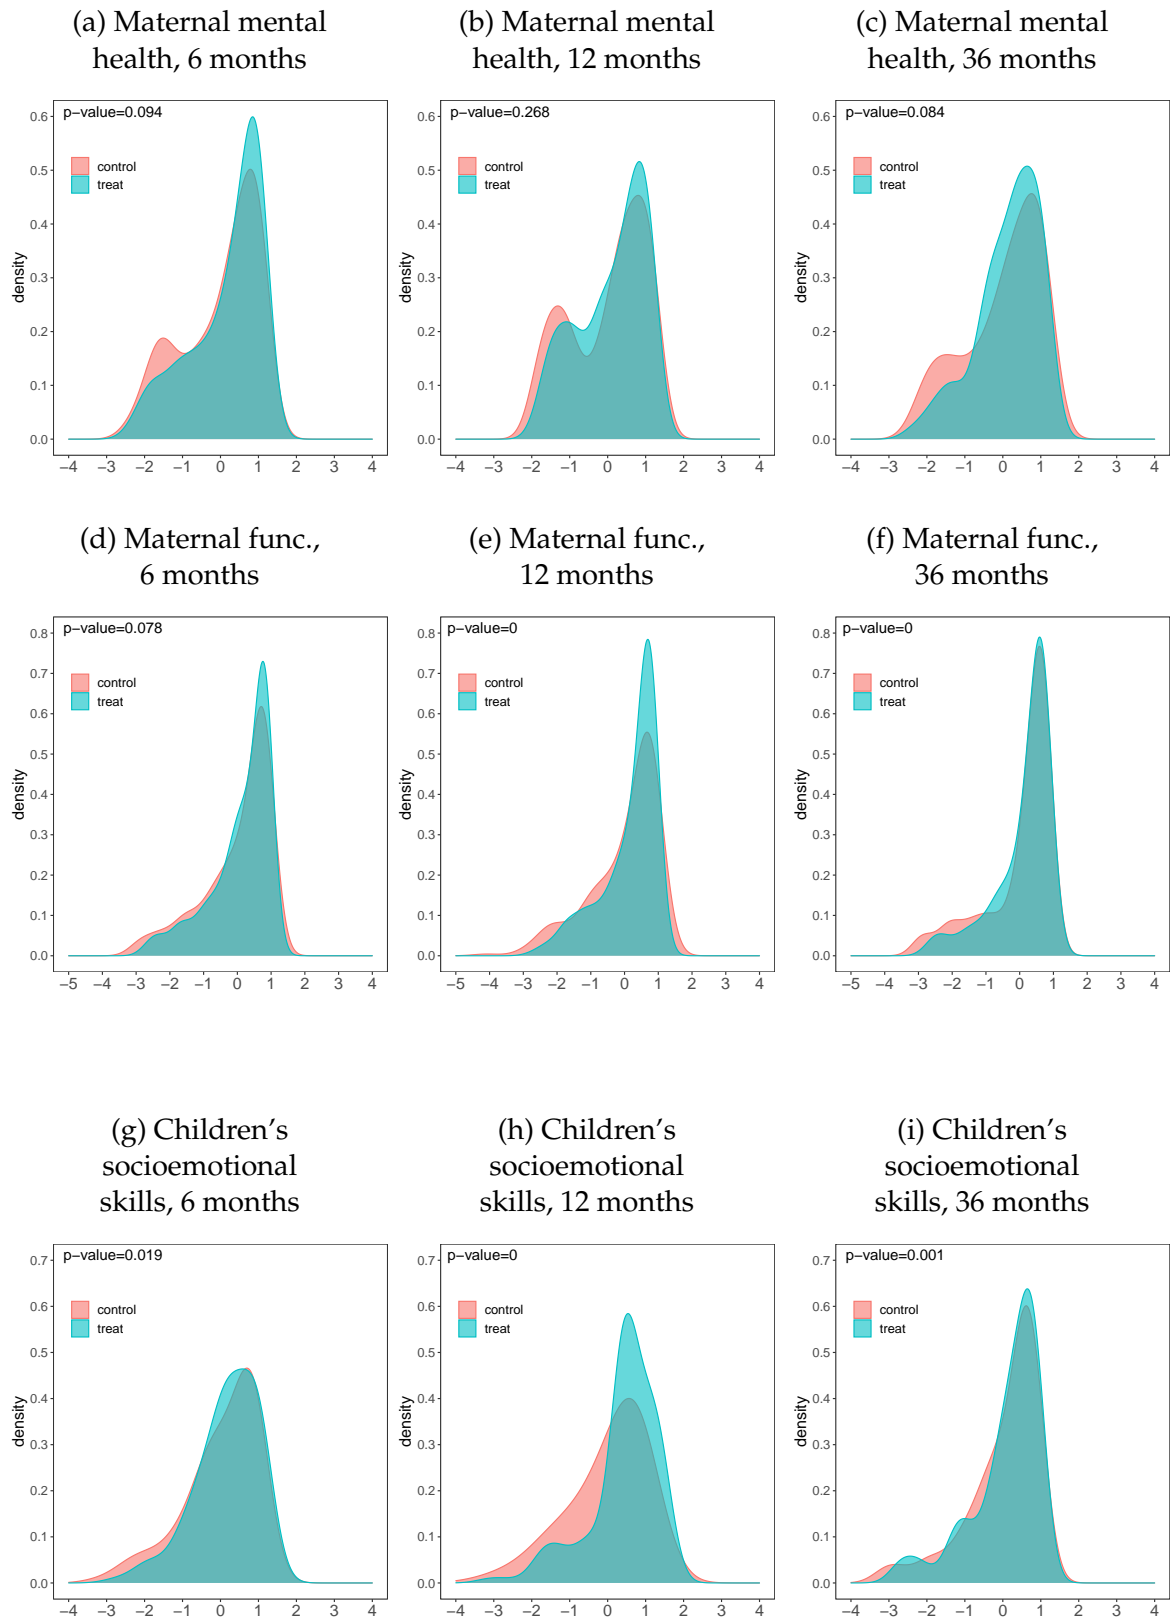 (a) Maternal mental
health, 6 months
(b) Maternal mental
health, 12 months
(c) Maternal mental
health, 36 months
p−value=0.094
control
treat
density
0.6
0.5
0.4
0.3
0.2
0.1
0.0
−4 −3 −2 −1 0 1 2 3 4
p−value=0.268
control
treat
density
0.6
0.5
0.4
0.3
0.2
0.1
0.0
−4 −3 −2 −1 0 1 2 3 4
p−value=0.084
control
treat
density
0.6
0.5
0.4
0.3
0.2
0.1
0.0
−4 −3 −2 −1 0 1 2 3 4
(d) Maternal func.,
6 months
(e) Maternal func.,
12 months
(f) Maternal func.,
36 months
p−value=0.078
control
treat
density
0.8
0.7
0.6
0.5
0.4
0.3
0.2
0.1
0.0
−5 −4 −3 −2 −1 0 1 2 3 4
p−value=0
control
treat
density
0.8
0.7
0.6
0.5
0.4
0.3
0.2
0.1
0.0
−5 −4 −3 −2 −1 0 1 2 3 4
p−value=0
control
treat
density
0.8
0.7
0.6
0.5
0.4
0.3
0.2
0.1
0.0
−5 −4 −3 −2 −1 0 1 2 3 4
(g) Children's
socioemotional
skills, 6 months
(h) Children's
socioemotional
skills, 12 months
(i) Children's
socioemotional
skills, 36 months
p−value=0.019
control
treat
density
0.7
0.6
0.5
0.4
0.3
0.2
0.1
0.0
−4 −3 −2 −1 0 1 2 3 4
p−value=0
control
treat
density
0.7
0.6
0.5
0.4
0.3
0.2
0.1
0.0
−4 −3 −2 −1 0 1 2 3 4
p−value=0.001
control
treat
density
0.7
0.6
0.5
0.4
0.3
0.2
0.1
0.0
−4 −3 −2 −1 0 1 2 3 4